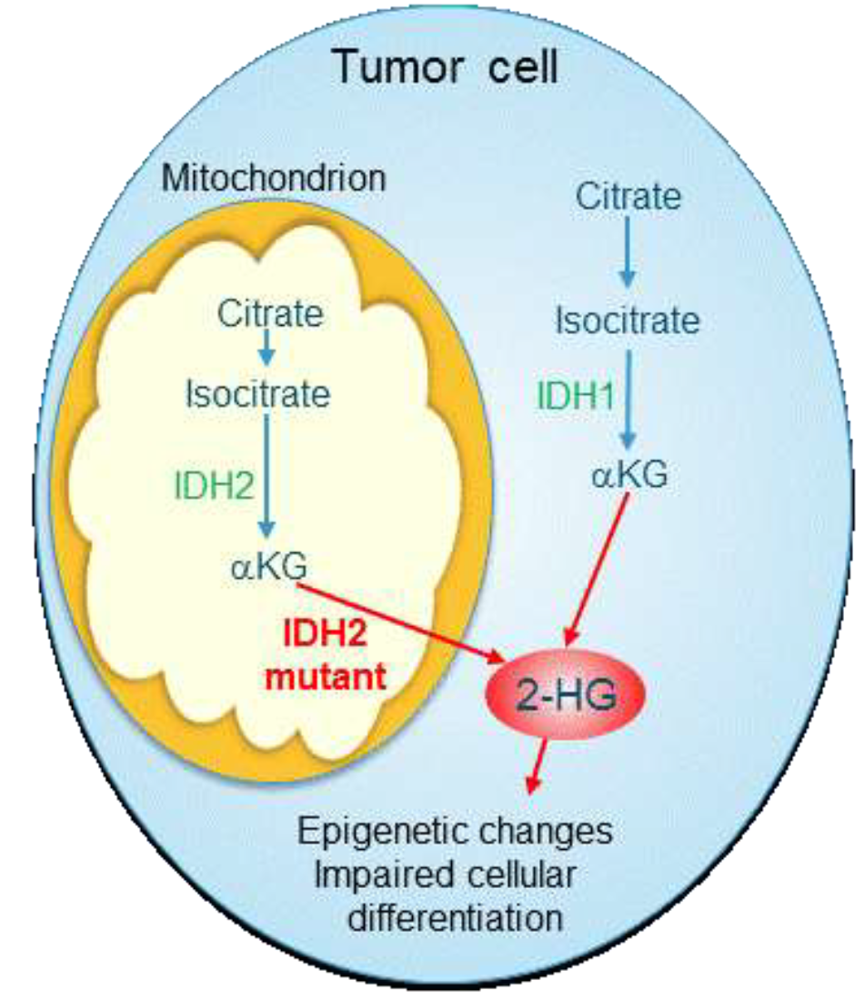 Tumor cell
Mitochondrion
Citrate
Isocitrate
IDH2
αKG
IDH2
mutant
Citrate
Isocitrate
IDH1
αKG
2-HG
Epigenetic changes
Impaired cellular
differentiation